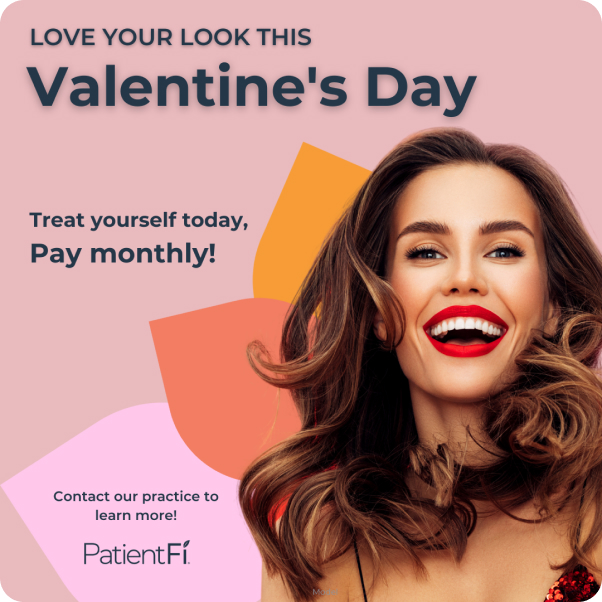 LOVE YOUR LOOK THIS
Valentine's Day
Treat yourself today,
Pay monthly!
Contact our practice to
learn more!
PatientFi